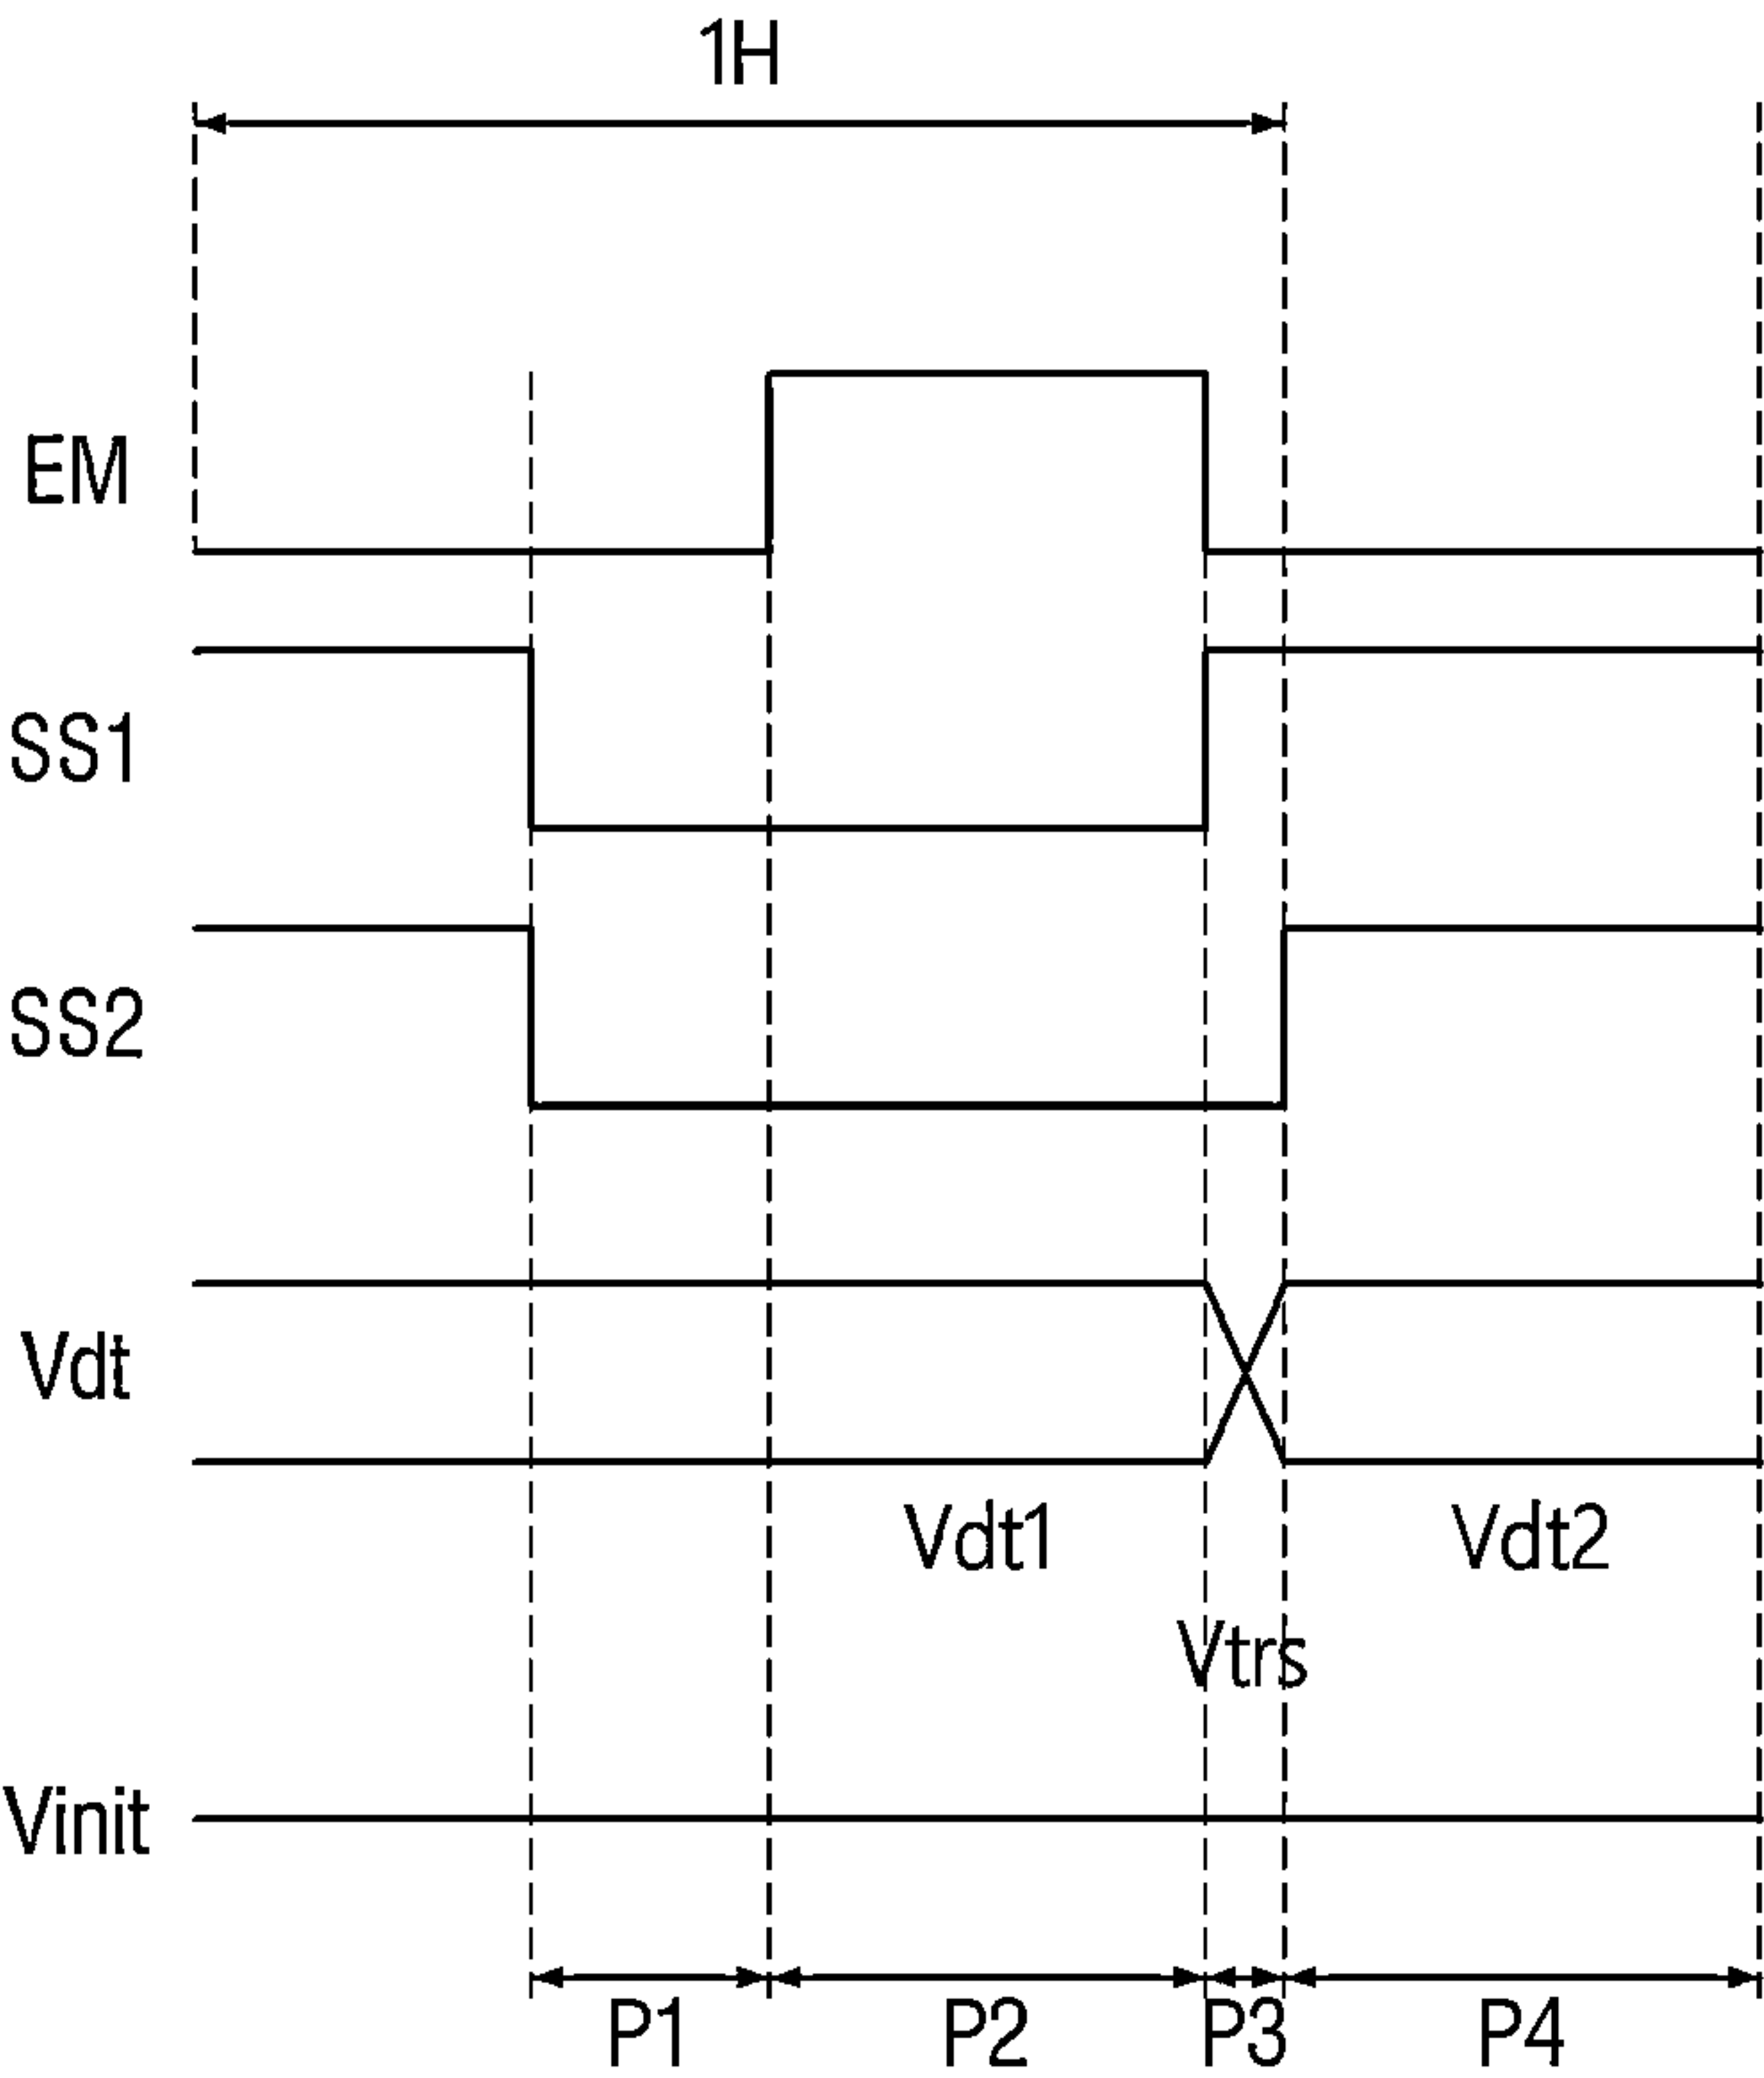 1H
EM
SS1
SS2
Vdt
Vdt1 Vdt2
Vtrs
Vinit
P1 P2 P3 P4